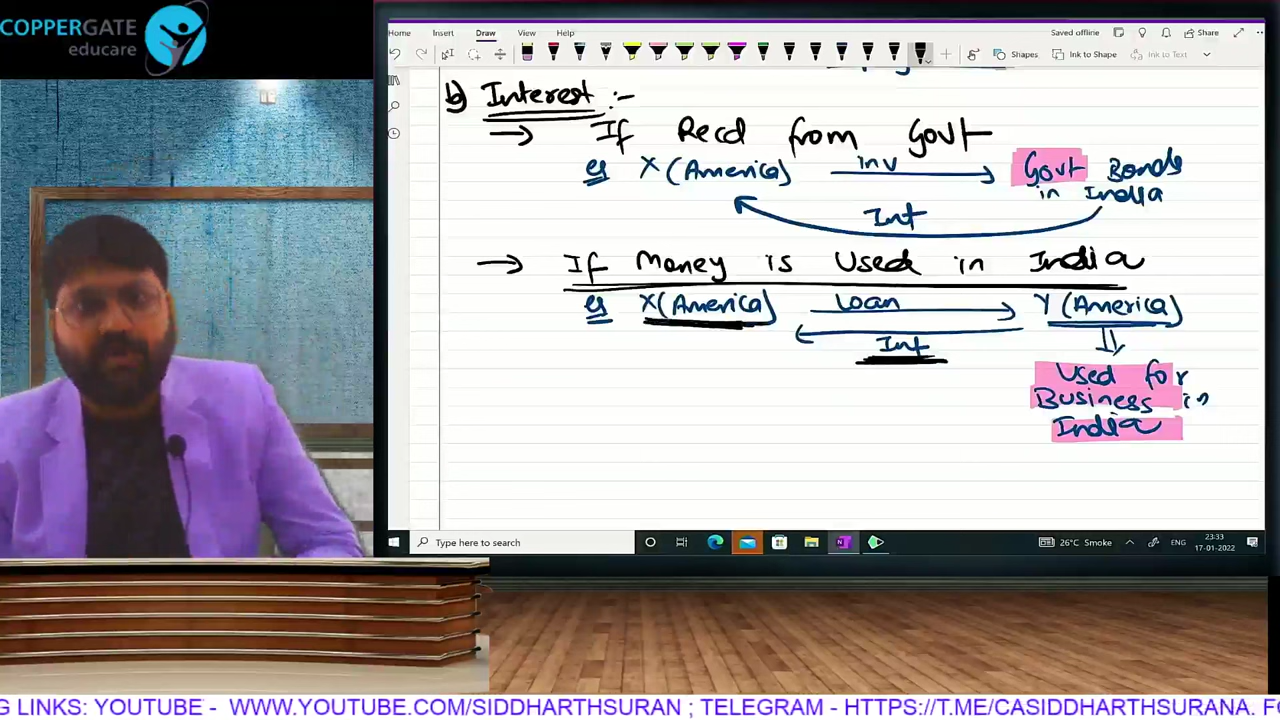 COPPERGATE
educare
Home Insert Draw View Help
Saved offline Share
Shapes Ink to Shape Ink to Text
b) Interest :-
→ If Recd from Govt
eg X (America) inv → Govt Bonds
in India
Int
→ If Money is Used in India
eg X (America) Loan → Y (America)
Int
Used for
Business in
India
Type here to search
26°C Smoke ENG 23:33
17-01-2022
G LINKS: YOUTUBE - WWW.YOUTUBE.COM/SIDDHARTHSURAN ; TELEGRAM - HTTPS://T.ME/CASIDDHARTHSURANA. FO